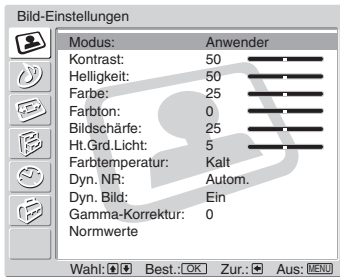 Bild-Einstellungen
Modus: Anwender
Kontrast: 50
Helligkeit: 50
Farbe: 25
Farbton: 0
Bildschärfe: 25
Ht.Grd.Licht: 5
Farbtemperatur: Kalt
Dyn. NR: Autom.
Dyn. Bild: Ein
Gamma-Korrektur: 0
Normwerte
Wahl: Best.: OK Zur.: Aus: MENU